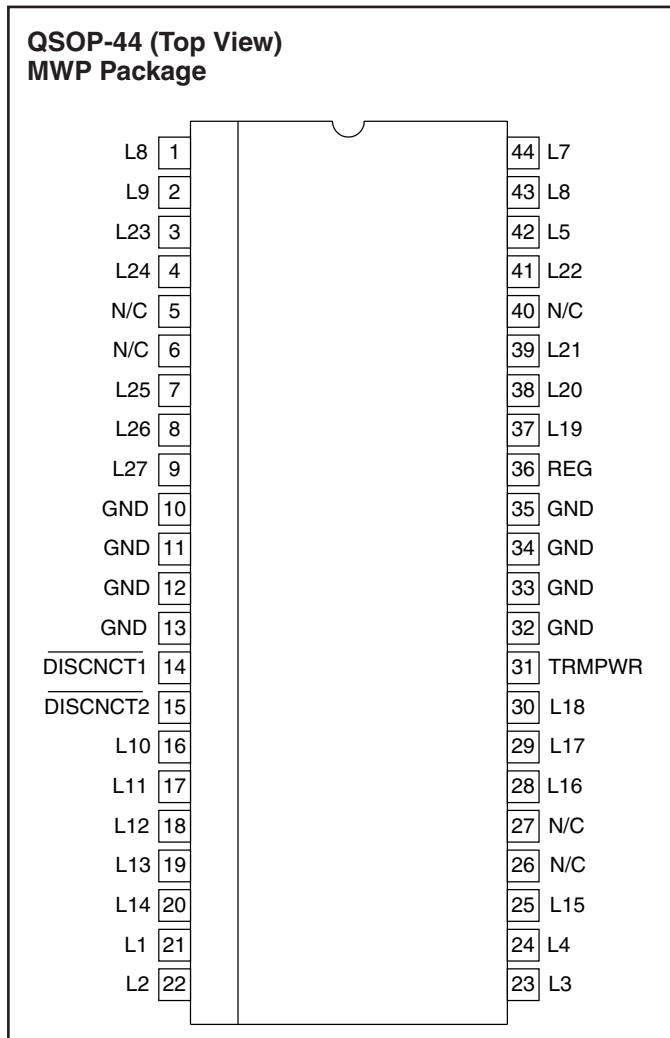 QSOP-44 (Top View)
MWP Package
L8 1 44 L7
L9 2 43 L8
L23 3 42 L5
L24 4 41 L22
N/C 5 40 N/C
N/C 6 39 L21
L25 7 38 L20
L26 8 37 L19
L27 9 36 REG
GND 10 35 GND
GND 11 34 GND
GND 12 33 GND
GND 13 32 GND
DISCNCT1 14 31 TRMPWR
DISCNCT2 15 30 L18
L10 16 29 L17
L11 17 28 L16
L12 18 27 N/C
L13 19 26 N/C
L14 20 25 L15
L1 21 24 L4
L2 22 23 L3